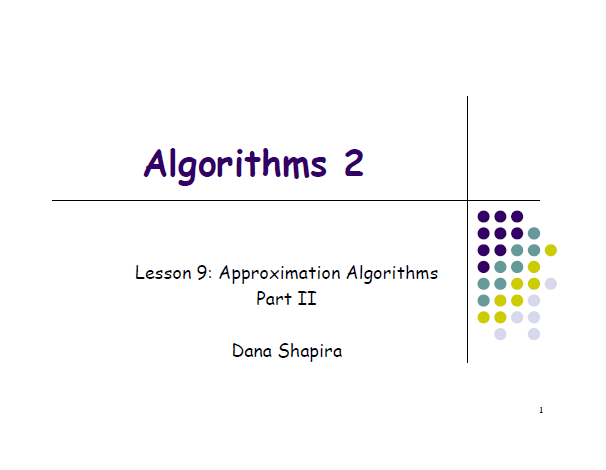 Algorithms 2
Lesson 9: Approximation Algorithms
Part II
Dana Shapira
1